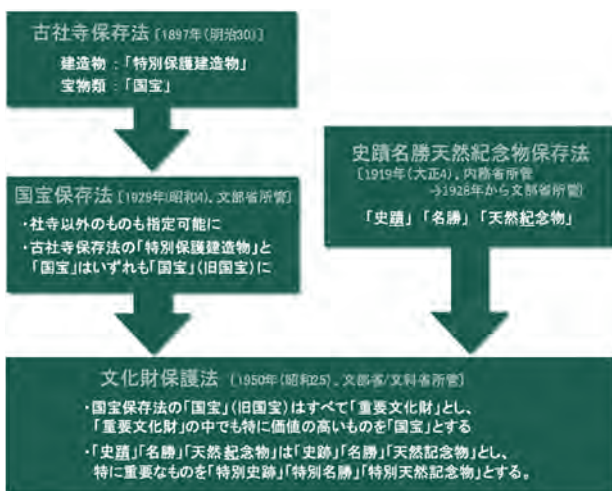 古社寺保存法［1897年（明治30）］
建造物：「特別保護建造物」
宝物類：「国宝」
国宝保存法［1929年（昭和4）、文部省所管］
・社寺以外のものも指定可能に
・古社寺保存法の「特別保護建造物」と
「国宝」はいずれも「国宝」（旧国宝）に
史蹟名勝天然紀念物保存法
［1919年（大正4）、内務省所管
→1928年から文部省所管］
「史蹟」「名勝」「天然紀念物」
文化財保護法［1950年（昭和25）、文部省/文科省所管］
・国宝保存法の「国宝」（旧国宝）はすべて「重要文化財」とし、
「重要文化財」の中でも特に価値の高いものを「国宝」とする
・「史蹟」「名勝」「天然紀念物」は「史跡」「名勝」「天然記念物」とし、
特に重要なものを「特別史跡」「特別名勝」「特別天然記念物」とする。